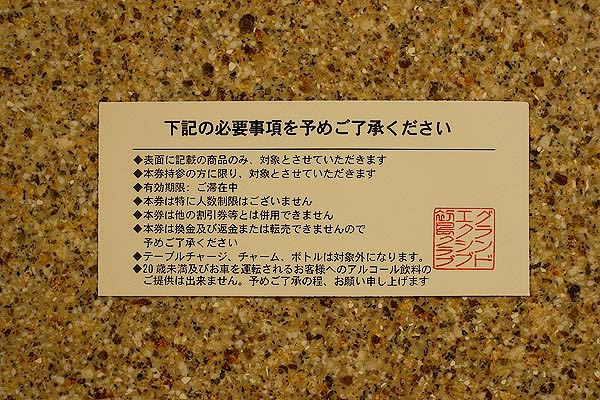 下記の必要事項を予めご了承ください
◆表面に記載の商品のみ、対象とさせていただきます
◆本券持参の方に限り、対象とさせていただきます
◆有効期限：ご滞在中
◆本券は特に人数制限はございません
◆本券は他の割引券等とは併用できません
◆本券は換金及び返金または転売できませんので
予めご了承ください
◆テーブルチャージ、チャーム、ボトルは対象外になります。
◆20歳未満及びお車を運転されるお客様へのアルコール飲料の
ご提供は出来ません。予めご了承の程、お願い申し上げます
グランド
エクシブ